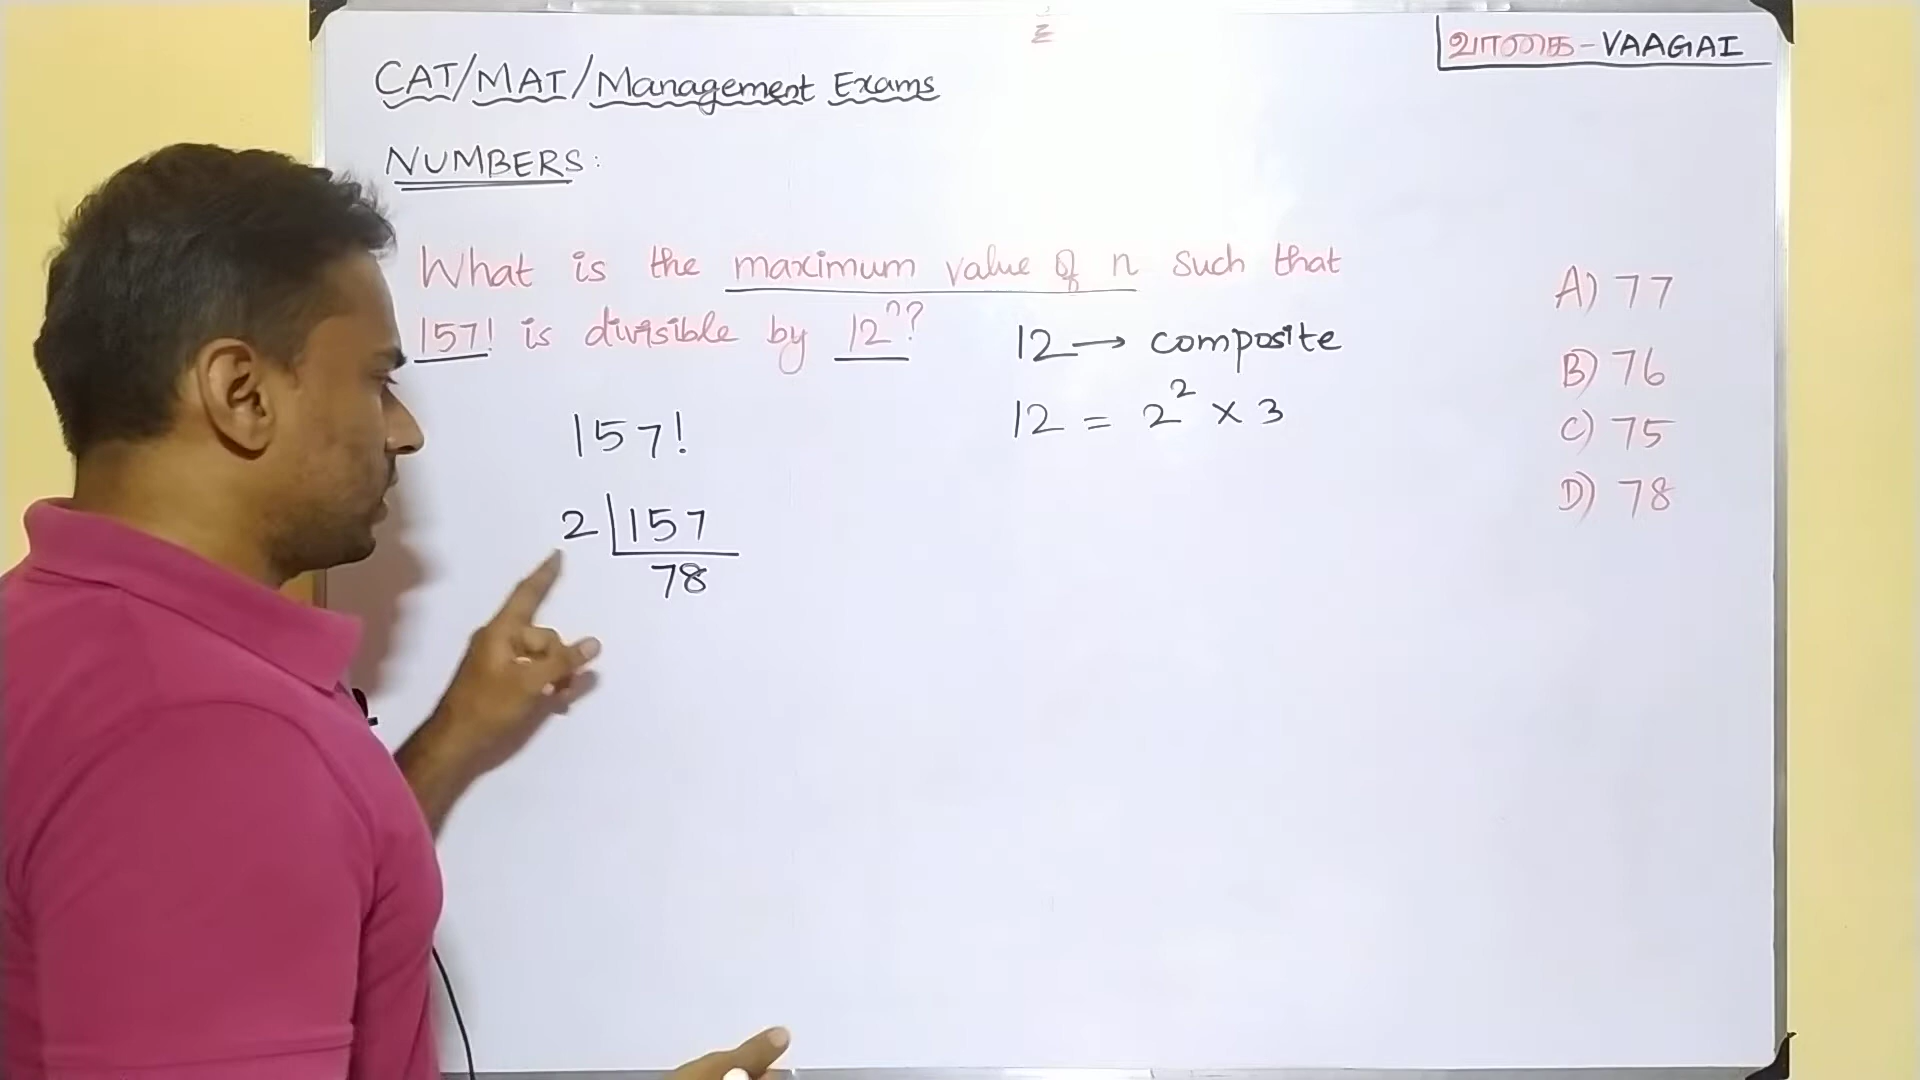 வாகை - VAAGAI
CAT/MAT/Management Exams
NUMBERS:
What is the maximum value of n such that
157! is divisible by 12ⁿ?
12 → composite
12 = 2² × 3
157!
2 | 157
78
A) 77
B) 76
C) 75
D) 78